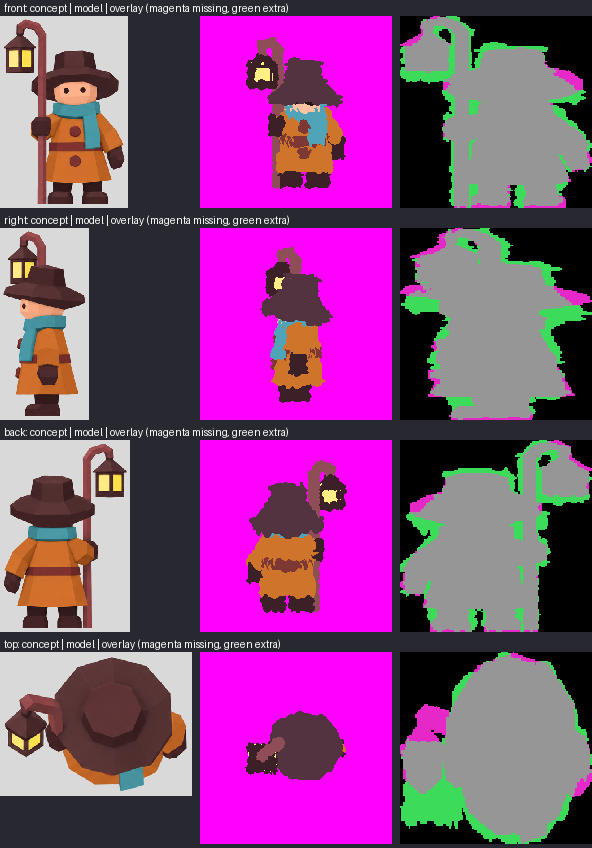 front: concept | model | overlay (magenta missing, green extra)
right: concept | model | overlay (magenta missing, green extra)
back: concept | model | overlay (magenta missing, green extra)
top: concept | model | overlay (magenta missing, green extra)